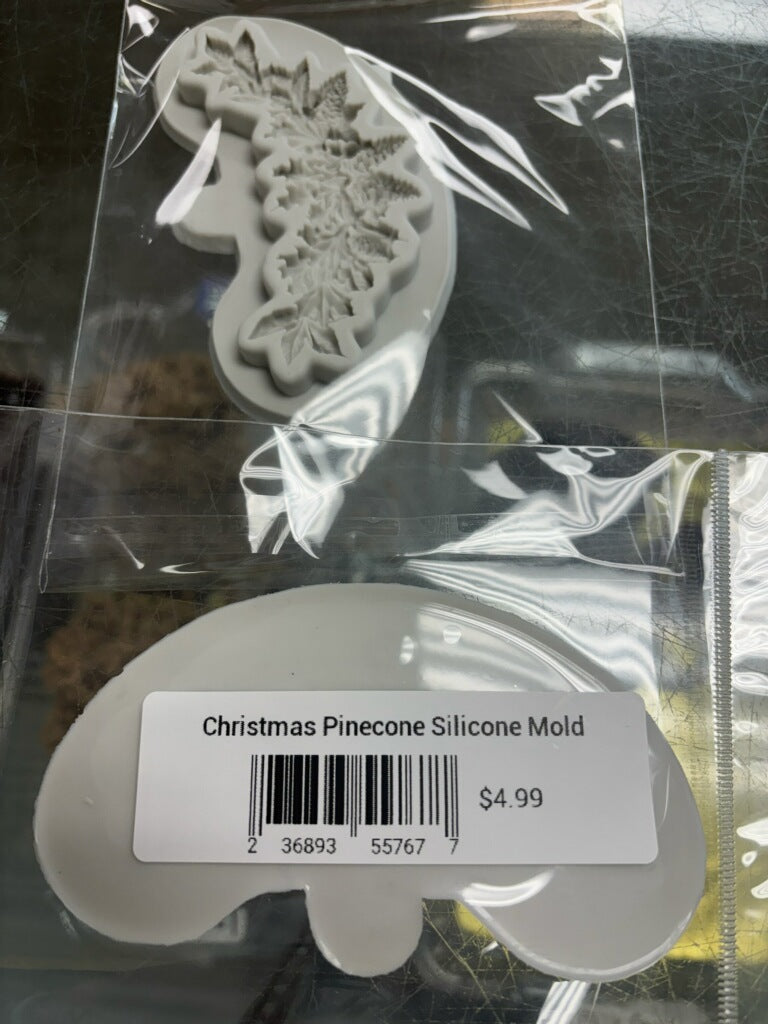 Christmas Pinecone Silicone Mold
$4.99
2 36893 55767 7